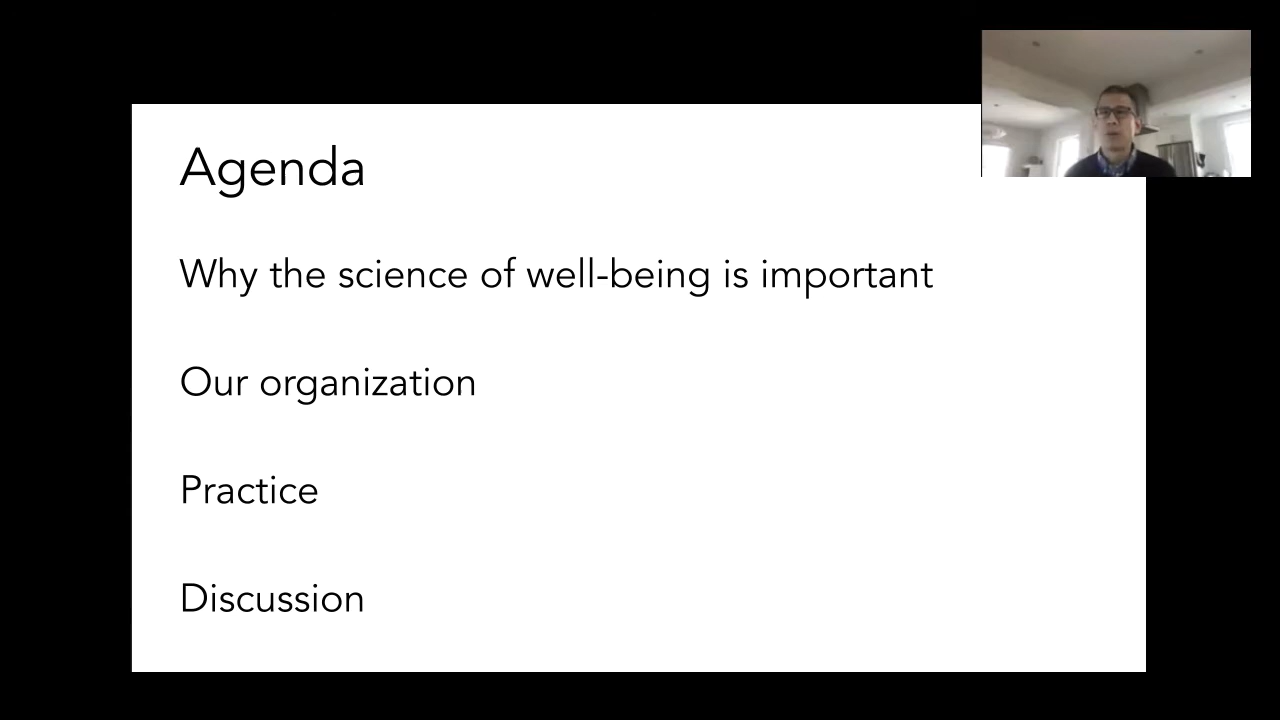 Agenda
Why the science of well-being is important
Our organization
Practice
Discussion